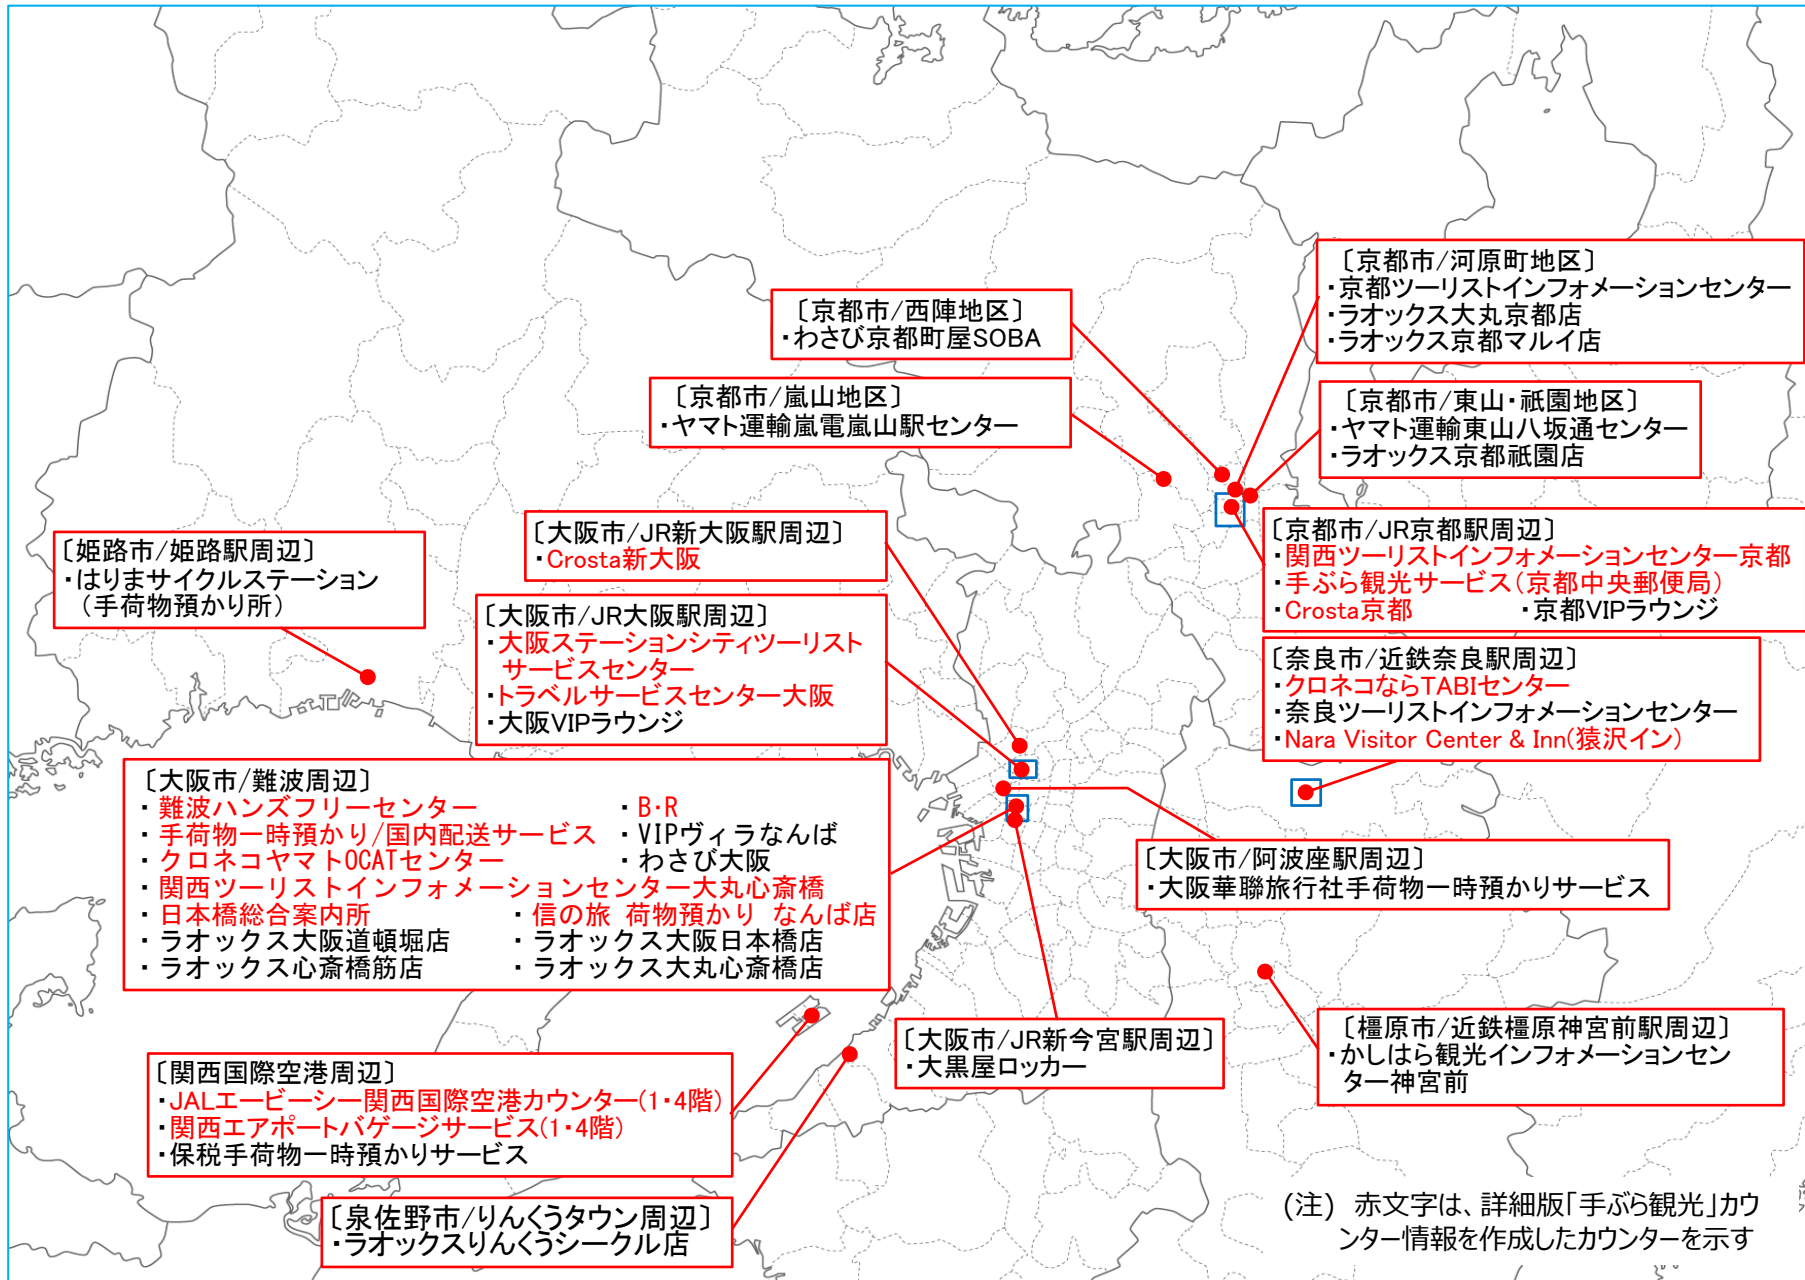 〔京都市/河原町地区〕
・京都ツーリストインフォメーションセンター
・ラオックス大丸京都店
・ラオックス京都マルイ店
〔京都市/西陣地区〕
・わさび京都町屋SOBA
〔京都市/嵐山地区〕
・ヤマト運輸嵐電嵐山駅センター
〔京都市/東山・祇園地区〕
・ヤマト運輸東山八坂通センター
・ラオックス京都祇園店
〔大阪市/JR新大阪駅周辺〕
・Crosta新大阪
〔京都市/JR京都駅周辺〕
・関西ツーリストインフォメーションセンター京都
・手ぶら観光サービス(京都中央郵便局)
・Crosta京都 ・京都VIPラウンジ
〔姫路市/姫路駅周辺〕
・はりまサイクルステーション
(手荷物預かり所)
〔大阪市/JR大阪駅周辺〕
・大阪ステーションシティツーリスト
サービスセンター
・トラベルサービスセンター大阪
・大阪VIPラウンジ
〔奈良市/近鉄奈良駅周辺〕
・クロネコならTABIセンター
・奈良ツーリストインフォメーションセンター
・Nara Visitor Center & Inn(猿沢イン)
〔大阪市/難波周辺〕
・難波ハンズフリーセンター ・B・R
・手荷物一時預かり/国内配送サービス ・VIPヴィラなんば
・クロネコヤマトOCATセンター ・わさび大阪
・関西ツーリストインフォメーションセンター大丸心斎橋
・日本橋総合案内所 ・信の旅 荷物預かり なんば店
・ラオックス大阪道頓堀店 ・ラオックス大阪日本橋店
・ラオックス心斎橋筋店 ・ラオックス大丸心斎橋店
〔大阪市/阿波座駅周辺〕
・大阪華聯旅行社手荷物一時預かりサービス
〔大阪市/JR新今宮駅周辺〕
・大黒屋ロッカー
〔橿原市/近鉄橿原神宮前駅周辺〕
・かしはら観光インフォメーションセン
ター神宮前
〔関西国際空港周辺〕
・JALエービーシー関西国際空港カウンター(1・4階)
・関西エアポートバゲージサービス(1・4階)
・保税手荷物一時預かりサービス
〔泉佐野市/りんくうタウン周辺〕
・ラオックスりんくうシークル店
(注) 赤文字は、詳細版「手ぶら観光」カウ
ンター情報を作成したカウンターを示す